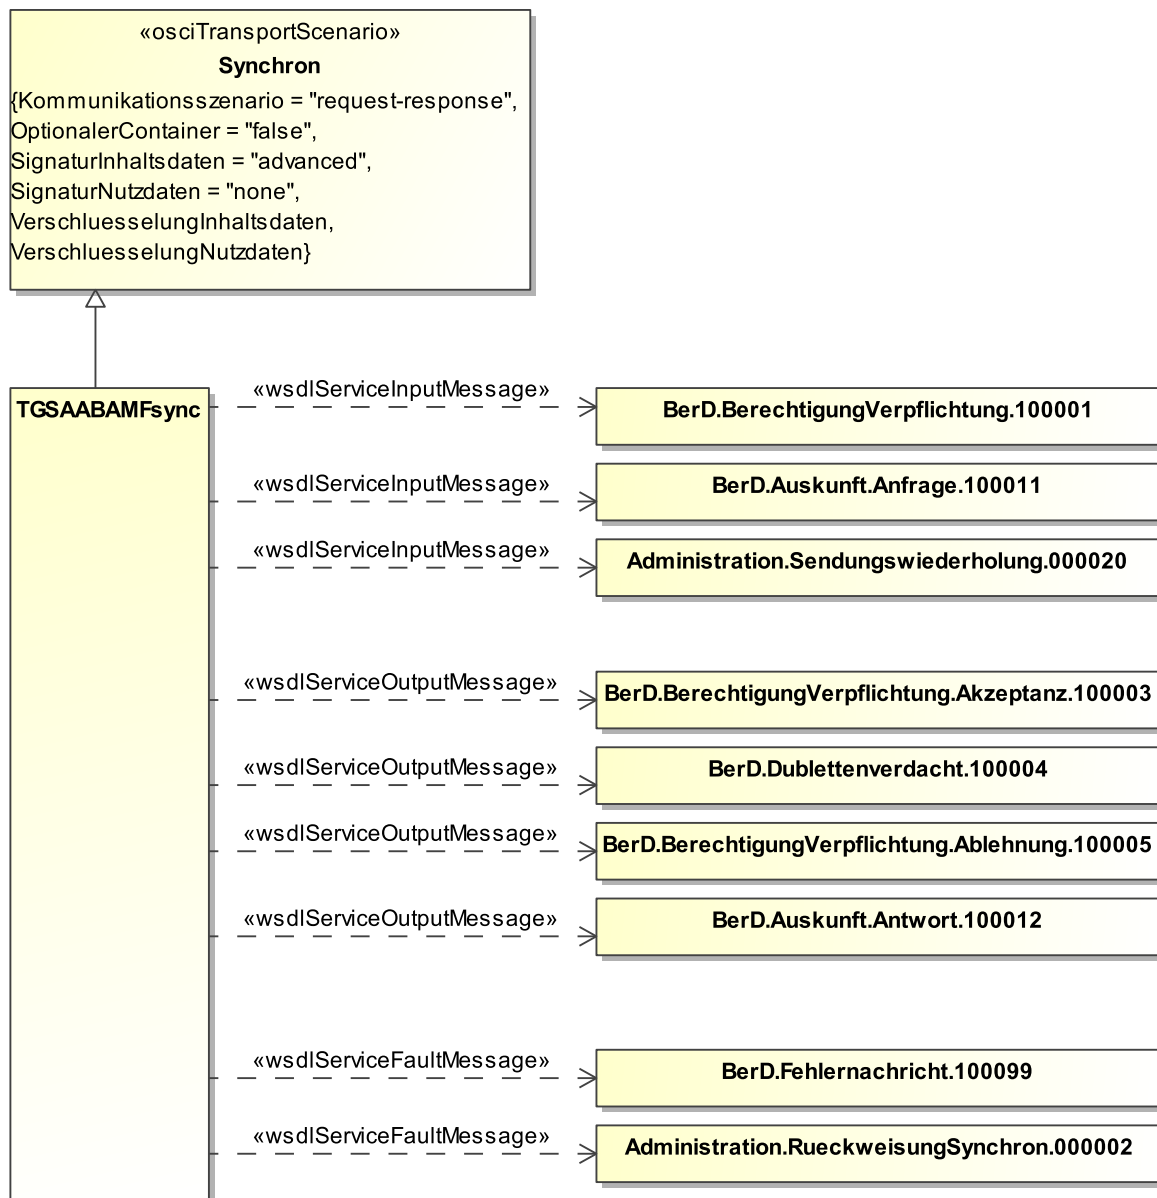 «osciTransportScenario»
Synchron
{Kommunikationsszenario = "request-response",
OptionalerContainer = "false",
SignaturInhaltsdaten = "advanced",
SignaturNutzdaten = "none",
VerschluesselungInhaltsdaten,
VerschluesselungNutzdaten}
TGSAABAMFsync
«wsdlServiceInputMessage»
BerD.BerechtigungVerpflichtung.100001
«wsdlServiceInputMessage»
BerD.Auskunft.Anfrage.100011
«wsdlServiceInputMessage»
Administration.Sendungswiederholung.000020
«wsdlServiceOutputMessage»
BerD.BerechtigungVerpflichtung.Akzeptanz.100003
«wsdlServiceOutputMessage»
BerD.Dublettenverdacht.100004
«wsdlServiceOutputMessage»
BerD.BerechtigungVerpflichtung.Ablehnung.100005
«wsdlServiceOutputMessage»
BerD.Auskunft.Antwort.100012
«wsdlServiceFaultMessage»
BerD.Fehlernachricht.100099
«wsdlServiceFaultMessage»
Administration.RueckweisungSynchron.000002